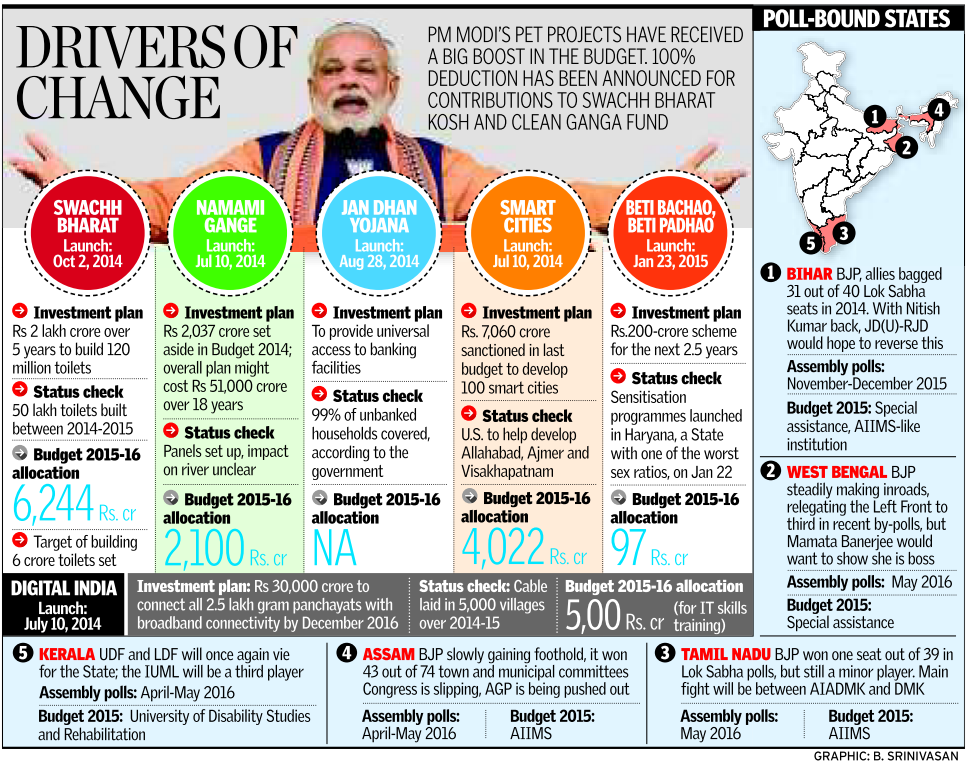 DRIVERS OF
CHANGE
PM MODI'S PET PROJECTS HAVE RECEIVED
A BIG BOOST IN THE BUDGET. 100%
DEDUCTION HAS BEEN ANNOUNCED FOR
CONTRIBUTIONS TO SWACHH BHARAT
KOSH AND CLEAN GANGA FUND
SWACHH
BHARAT
Launch:
Oct 2, 2014
Investment plan
Rs 2 lakh crore over
5 years to build 120
million toilets
Status check
50 lakh toilets built
between 2014-2015
Budget 2015-16
allocation
6,244 Rs. cr
Target of building
6 crore toilets set
NAMAMI
GANGE
Launch:
Jul 10, 2014
Investment plan
Rs 2,037 crore set
aside in Budget 2014;
overall plan might
cost Rs 51,000 crore
over 18 years
Status check
Panels set up, impact
on river unclear
Budget 2015-16
allocation
2,100 Rs. cr
JAN DHAN
YOJANA
Launch:
Aug 28, 2014
Investment plan
To provide universal
access to banking
facilities
Status check
99% of unbanked
households covered,
according to the
government
Budget 2015-16
allocation
NA
SMART
CITIES
Launch:
Jul 10, 2014
Investment plan
Rs. 7,060 crore
sanctioned in last
budget to develop
100 smart cities
Status check
U.S. to help develop
Allahabad, Ajmer and
Visakhapatnam
Budget 2015-16
allocation
4,022 Rs. cr
BETI BACHAO,
BETI PADHAO
Launch:
Jan 23, 2015
Investment plan
Rs.200-crore scheme
for the next 2.5 years
Status check
Sensitisation
programmes launched
in Haryana, a State
with one of the worst
sex ratios, on Jan 22
Budget 2015-16
allocation
97 Rs. cr
DIGITAL INDIA
Launch:
July 10, 2014
Investment plan: Rs 30,000 crore to
connect all 2.5 lakh gram panchayats with
broadband connectivity by December 2016
Status check: Cable
laid in 5,000 villages
over 2014-15
Budget 2015-16 allocation
5,00 Rs. cr (for IT skills
training)
POLL-BOUND STATES
1
4
2
5
3
1 BIHAR BJP, allies bagged
31 out of 40 Lok Sabha
seats in 2014. With Nitish
Kumar back, JD(U)-RJD
would hope to reverse this
Assembly polls:
November-December 2015
Budget 2015: Special
assistance, AIIMS-like
institution
2 WEST BENGAL BJP
steadily making inroads,
relegating the Left Front to
third in recent by-polls, but
Mamata Banerjee would
want to show she is boss
Assembly polls: May 2016
Budget 2015:
Special assistance
5 KERALA UDF and LDF will once again vie
for the State; the IUML will be a third player
Assembly polls: April-May 2016
Budget 2015: University of Disability Studies
and Rehabilitation
4 ASSAM BJP slowly gaining foothold, it won
43 out of 74 town and municipal committees
Congress is slipping, AGP is being pushed out
Assembly polls:
April-May 2016
Budget 2015:
AIIMS
3 TAMIL NADU BJP won one seat out of 39 in
Lok Sabha polls, but still a minor player. Main
fight will be between AIADMK and DMK
Assembly polls:
May 2016
Budget 2015:
AIIMS
GRAPHIC: B. SRINIVASAN